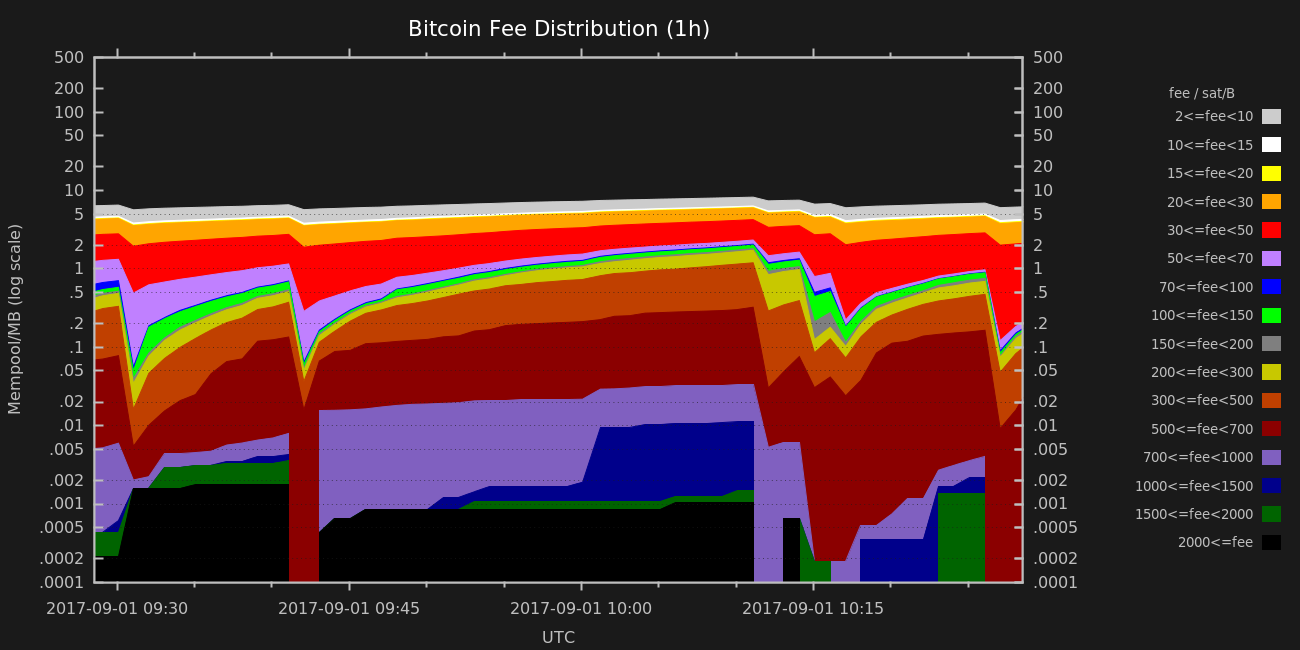 Bitcoin Fee Distribution (1h)
Mempool/MB (log scale)
500
200
100
50
20
10
5
2
1
.5
.2
.1
.05
.02
.01
.005
.002
.001
.0005
.0002
.0001
500
200
100
50
20
10
5
2
1
.5
.2
.1
.05
.02
.01
.005
.002
.001
.0005
.0002
.0001
2017-09-01 09:30
2017-09-01 09:45
2017-09-01 10:00
2017-09-01 10:15
UTC
fee / sat/B
2<=fee<10
10<=fee<15
15<=fee<20
20<=fee<30
30<=fee<50
50<=fee<70
70<=fee<100
100<=fee<150
150<=fee<200
200<=fee<300
300<=fee<500
500<=fee<700
700<=fee<1000
1000<=fee<1500
1500<=fee<2000
2000<=fee